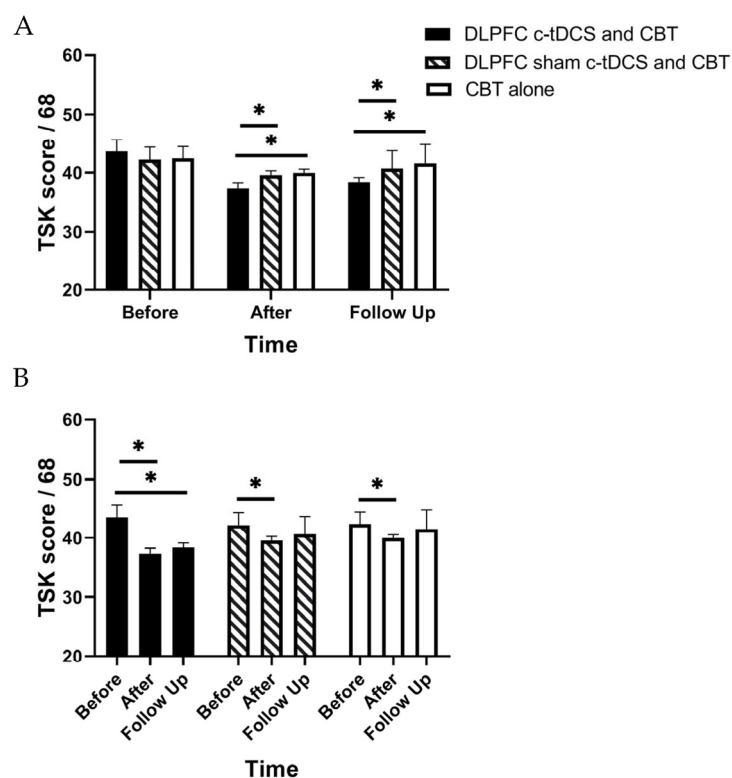 A
DLPFC c-tDCS and CBT
DLPFC sham c-tDCS and CBT
CBT alone
TSK score / 68
60
50
40
30
20
* *
* *
Before After Follow Up
Time
B
TSK score / 68
60
50
40
30
20
*
* * *
Before After Follow Up Before After Follow Up Before After Follow Up
Time